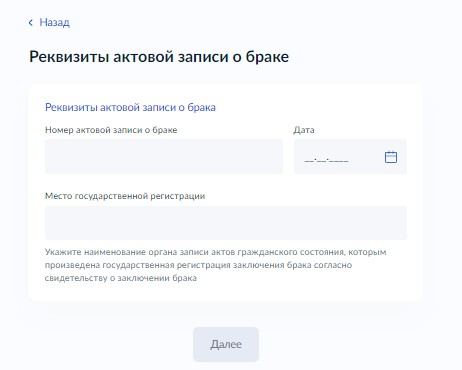 Назад
Реквизиты актовой записи о браке
Реквизиты актовой записи о брака
Номер актовой записи о браке
Дата
__.__.____
Место государственной регистрации
Укажите наименование органа записи актов гражданского состояния, которым
произведена государственная регистрация заключения брака согласно
свидетельству о заключении брака
Далее